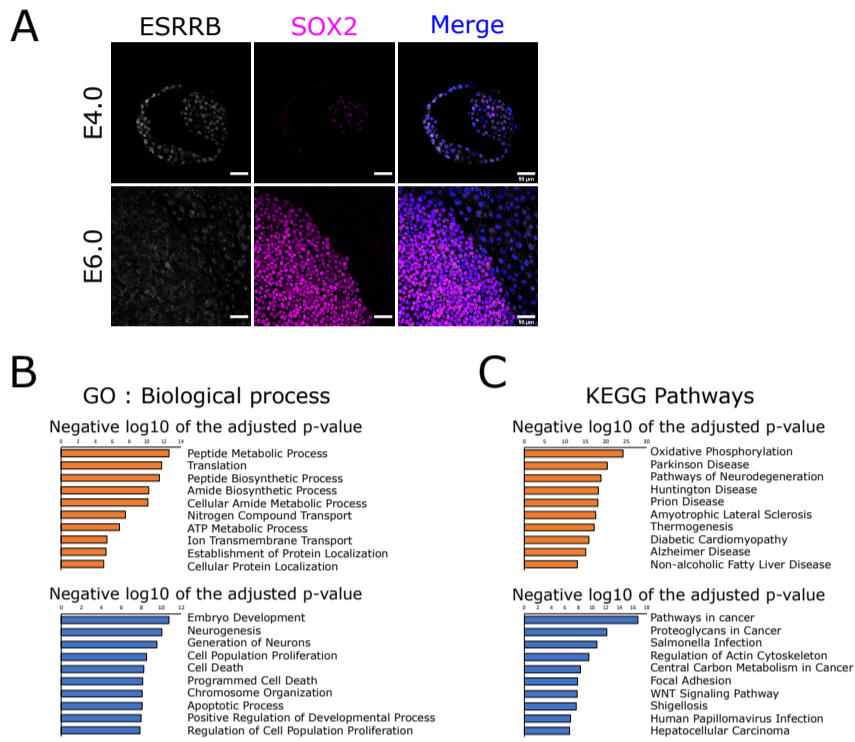 A
ESRRB SOX2 Merge
E4.0
50 µm
E6.0
50 µm
B
GO : Biological process
Negative log10 of the adjusted p-value
0 2 4 6 8 10 12 14
Peptide Metabolic Process
Translation
Peptide Biosynthetic Process
Amide Biosynthetic Process
Cellular Amide Metabolic Process
Nitrogen Compound Transport
ATP Metabolic Process
Ion Transmembrane Transport
Establishment of Protein Localization
Cellular Protein Localization
Negative log10 of the adjusted p-value
0 2 4 6 8 10 12
Embryo Development
Neurogenesis
Generation of Neurons
Cell Population Proliferation
Cell Death
Programmed Cell Death
Chromosome Organization
Apoptotic Process
Positive Regulation of Developmental Process
Regulation of Cell Population Proliferation
C
KEGG Pathways
Negative log10 of the adjusted p-value
0 5 10 15 20 25 30
Oxidative Phosphorylation
Parkinson Disease
Pathways of Neurodegeneration
Huntington Disease
Prion Disease
Amyotrophic Lateral Sclerosis
Thermogenesis
Diabetic Cardiomyopathy
Alzheimer Disease
Non-alcoholic Fatty Liver Disease
Negative log10 of the adjusted p-value
0 2 4 6 8 10 12 14 16 18
Pathways in cancer
Proteoglycans in Cancer
Salmonella Infection
Regulation of Actin Cytoskeleton
Central Carbon Metabolism in Cancer
Focal Adhesion
WNT Signaling Pathway
Shigellosis
Human Papillomavirus Infection
Hepatocellular Carcinoma